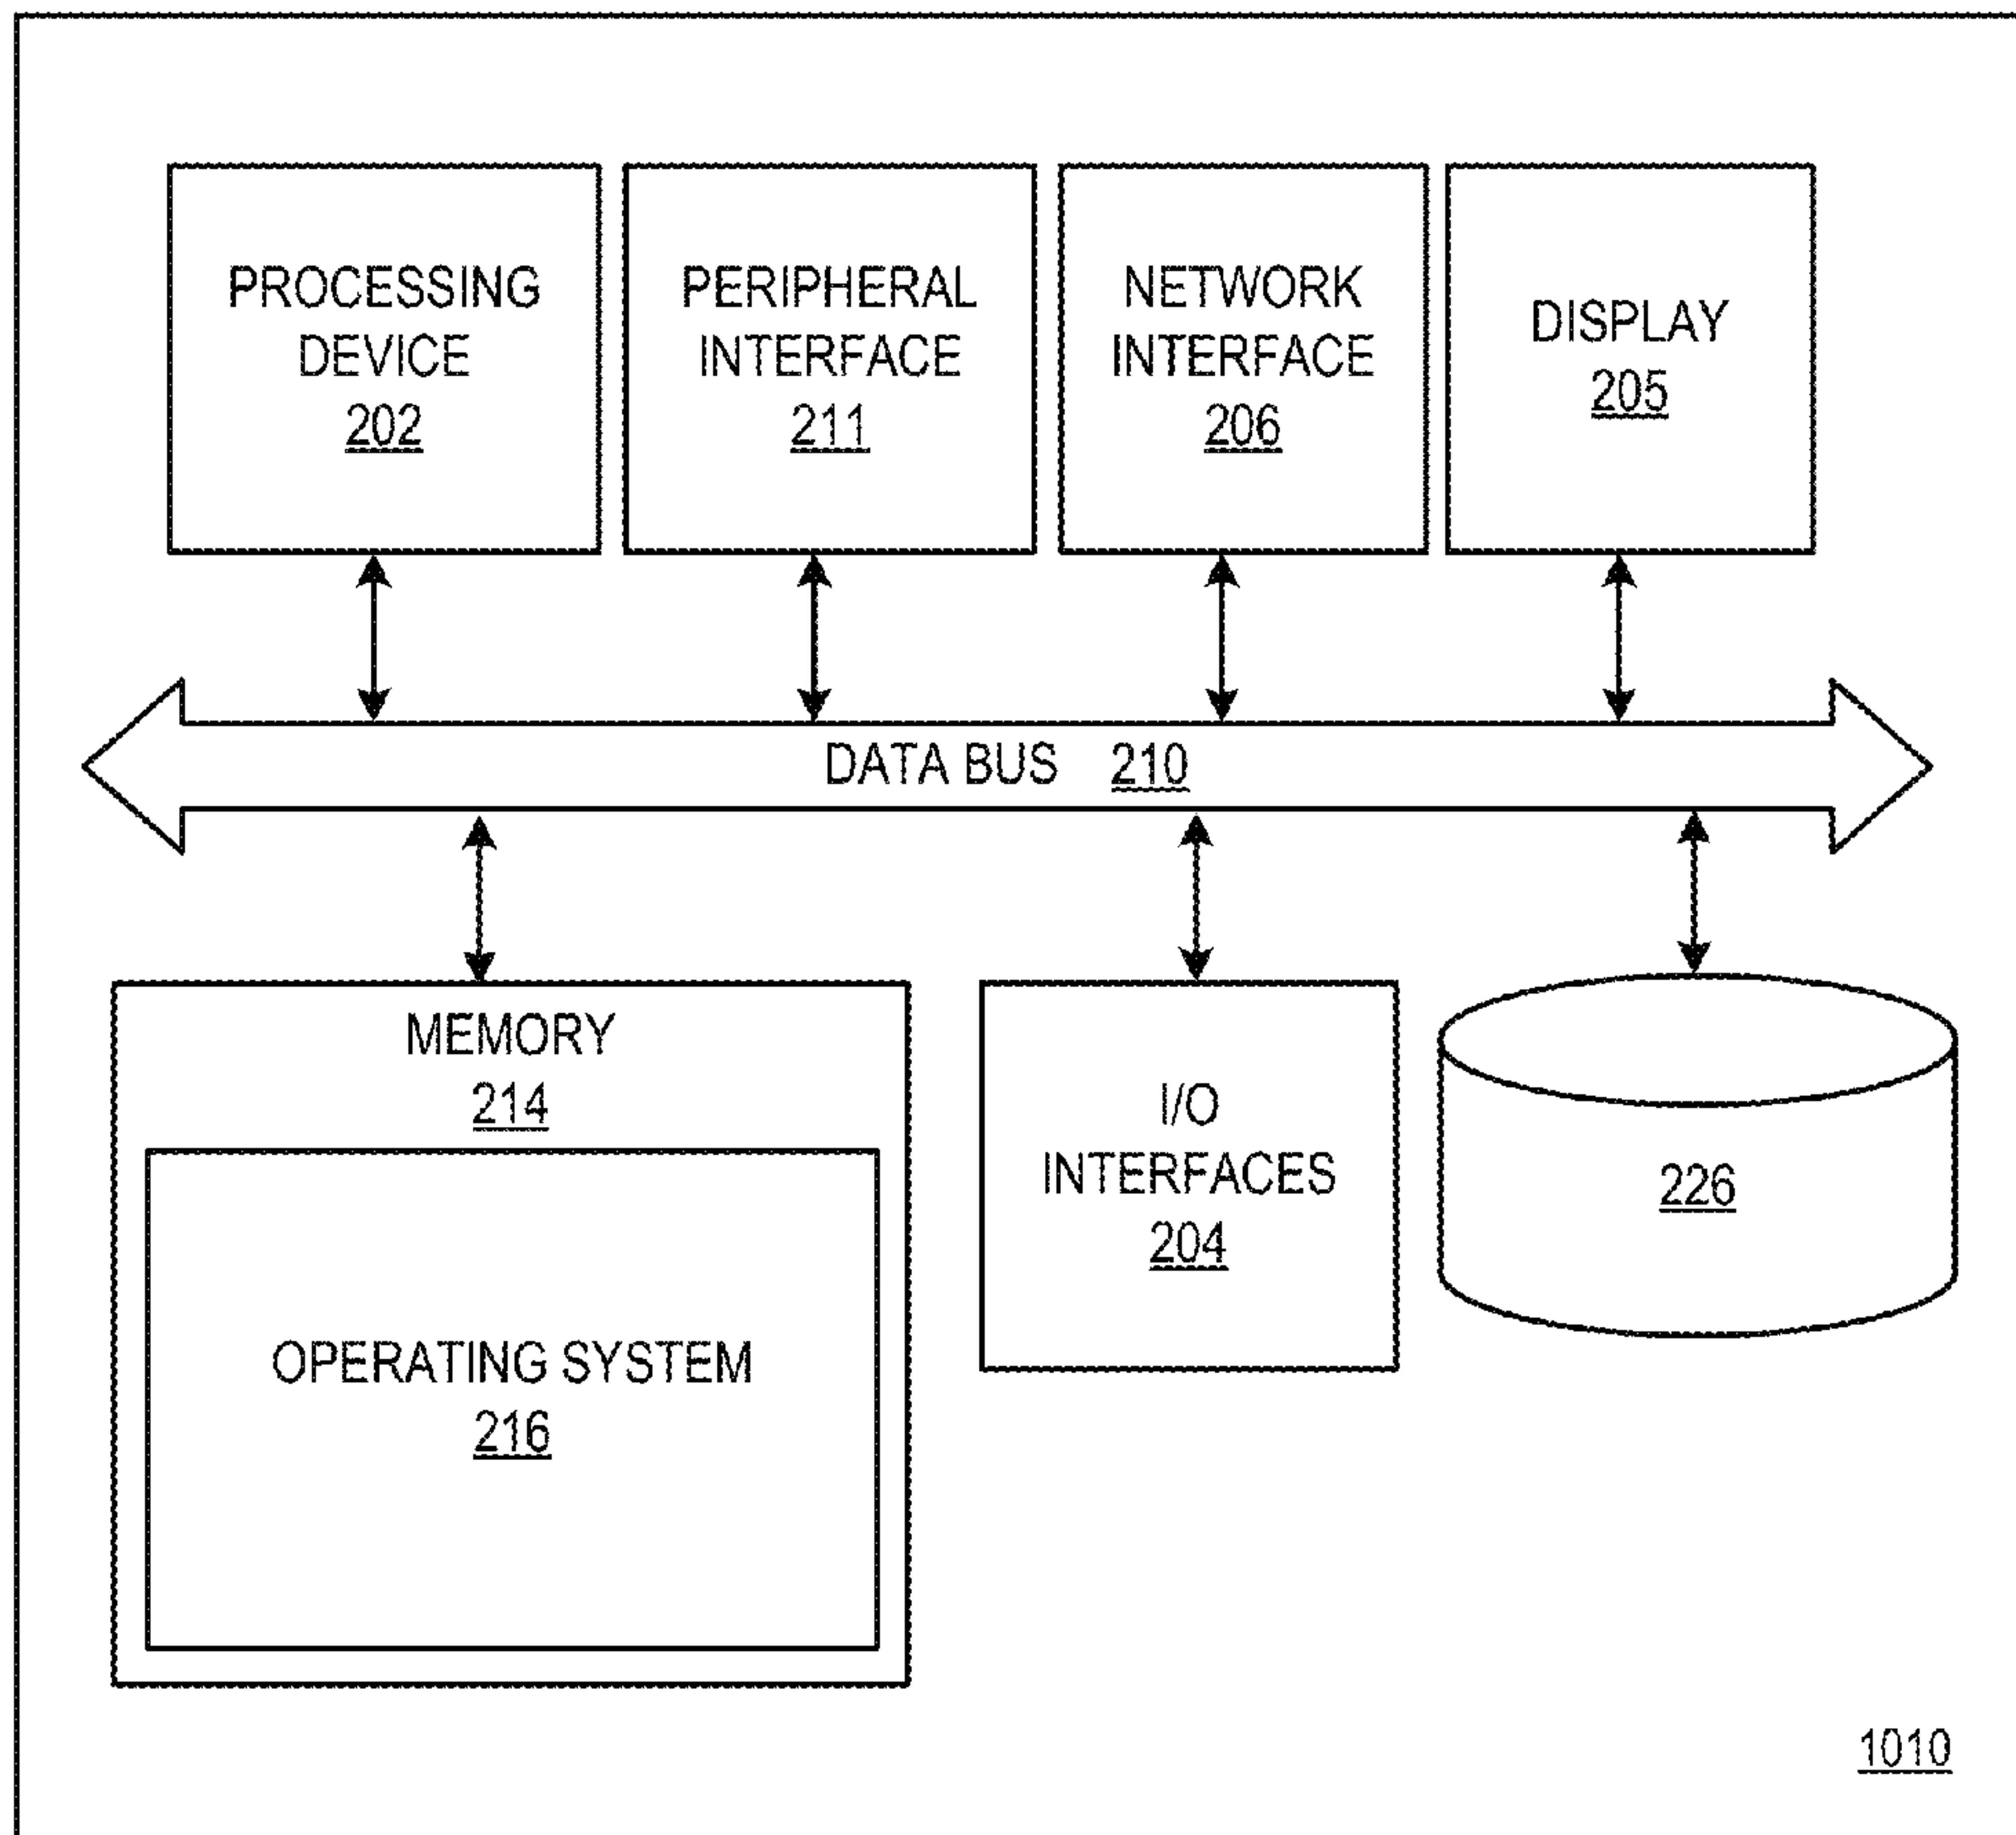 PROCESSING
DEVICE
202
PERIPHERAL
INTERFACE
211
NETWORK
INTERFACE
206
DISPLAY
205
DATA BUS 210
MEMORY
214
OPERATING SYSTEM
216
I/O
INTERFACES
204
226
1010